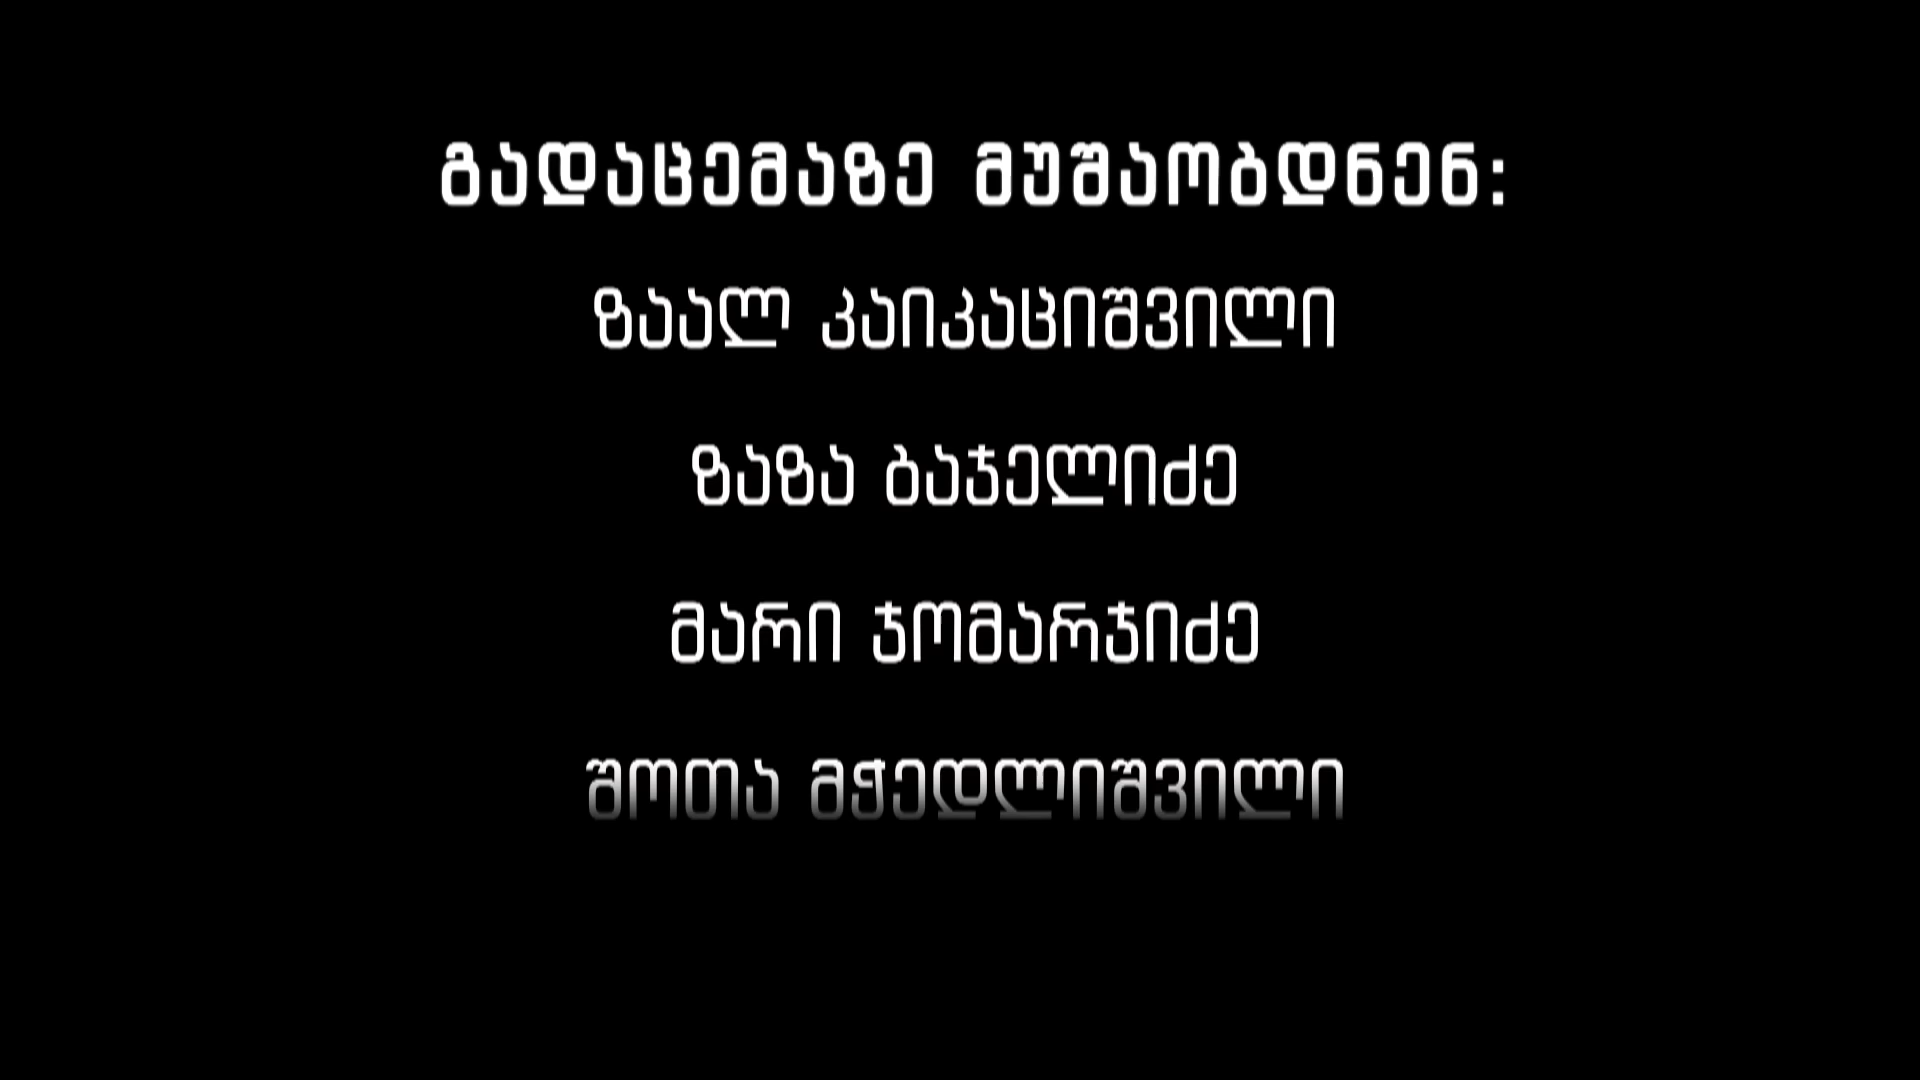 გადაცემაზე მუშაობდნენ:
ზაალ კაიკაციშვილი
ზაზა ბაჯელიძე
მარი ჯომარჯიძე
შოთა მჭედლიშვილი